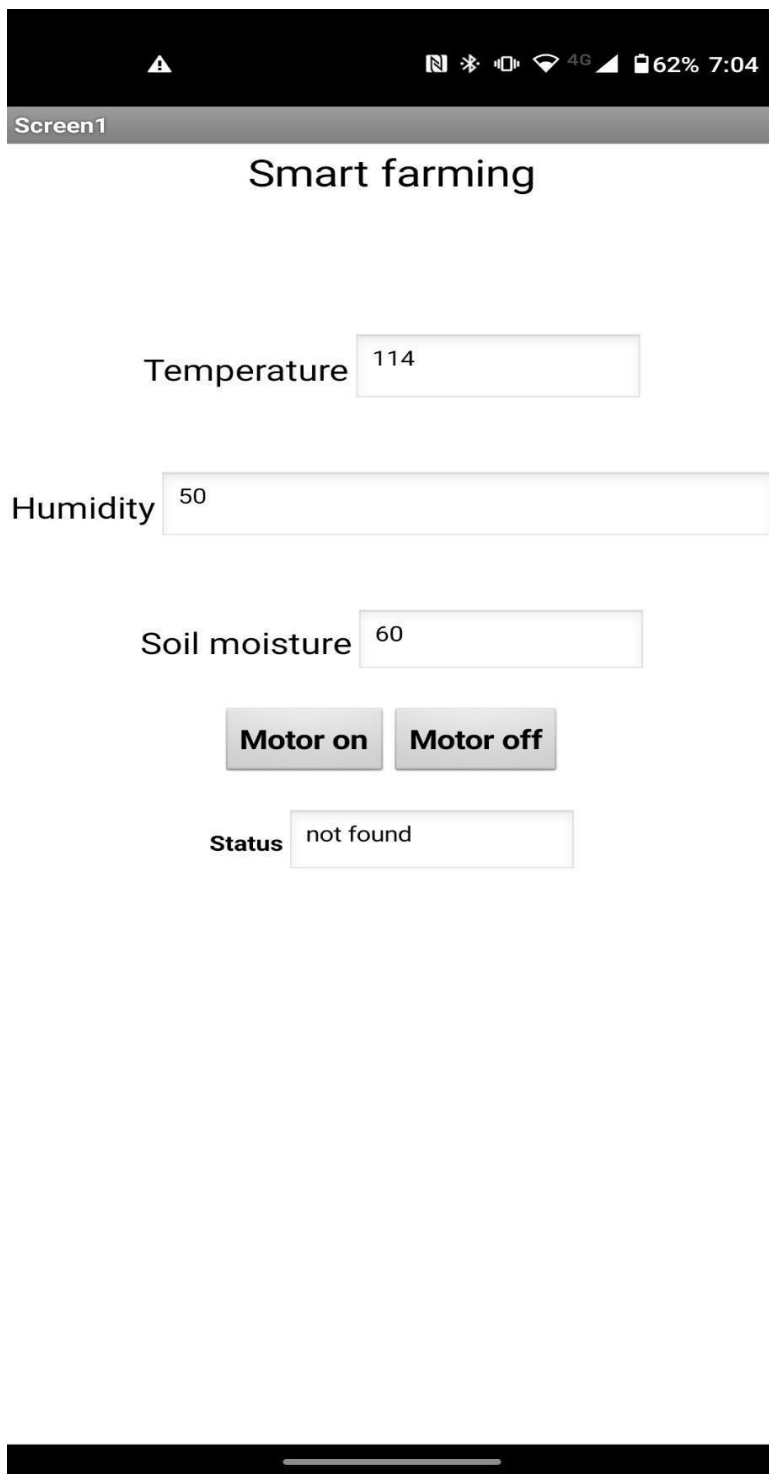 4G 62% 7:04
Screen1
Smart farming
Temperature 114
Humidity 50
Soil moisture 60
Motor on Motor off
Status not found